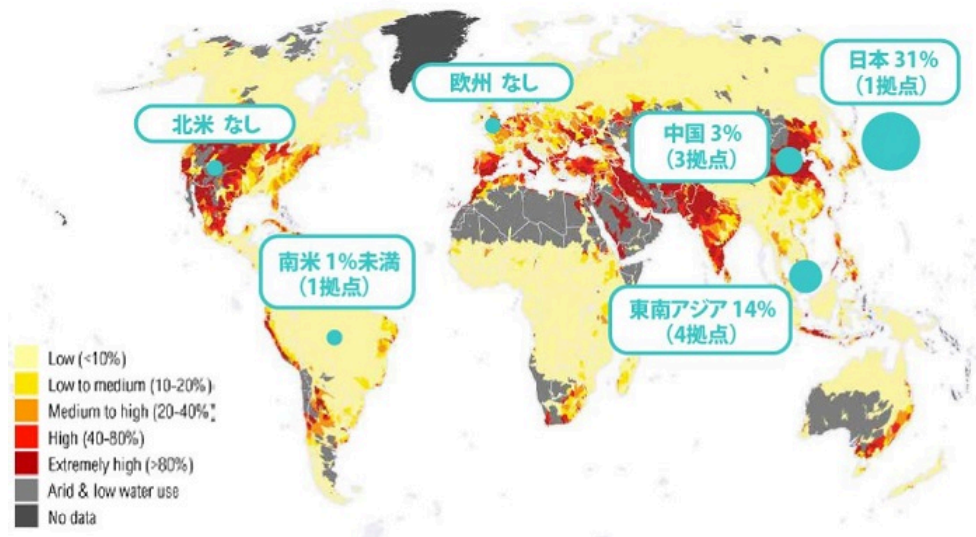 日本 31%
（1拠点）
欧州 なし
北米 なし
中国 3%
（3拠点）
南米 1%未満
（1拠点）
東南アジア 14%
（4拠点）
Low (<10%)
Low to medium (10-20%)
Medium to high (20-40%
High (40-80%)
Extremely high (>80%)
Arid & low water use
No data